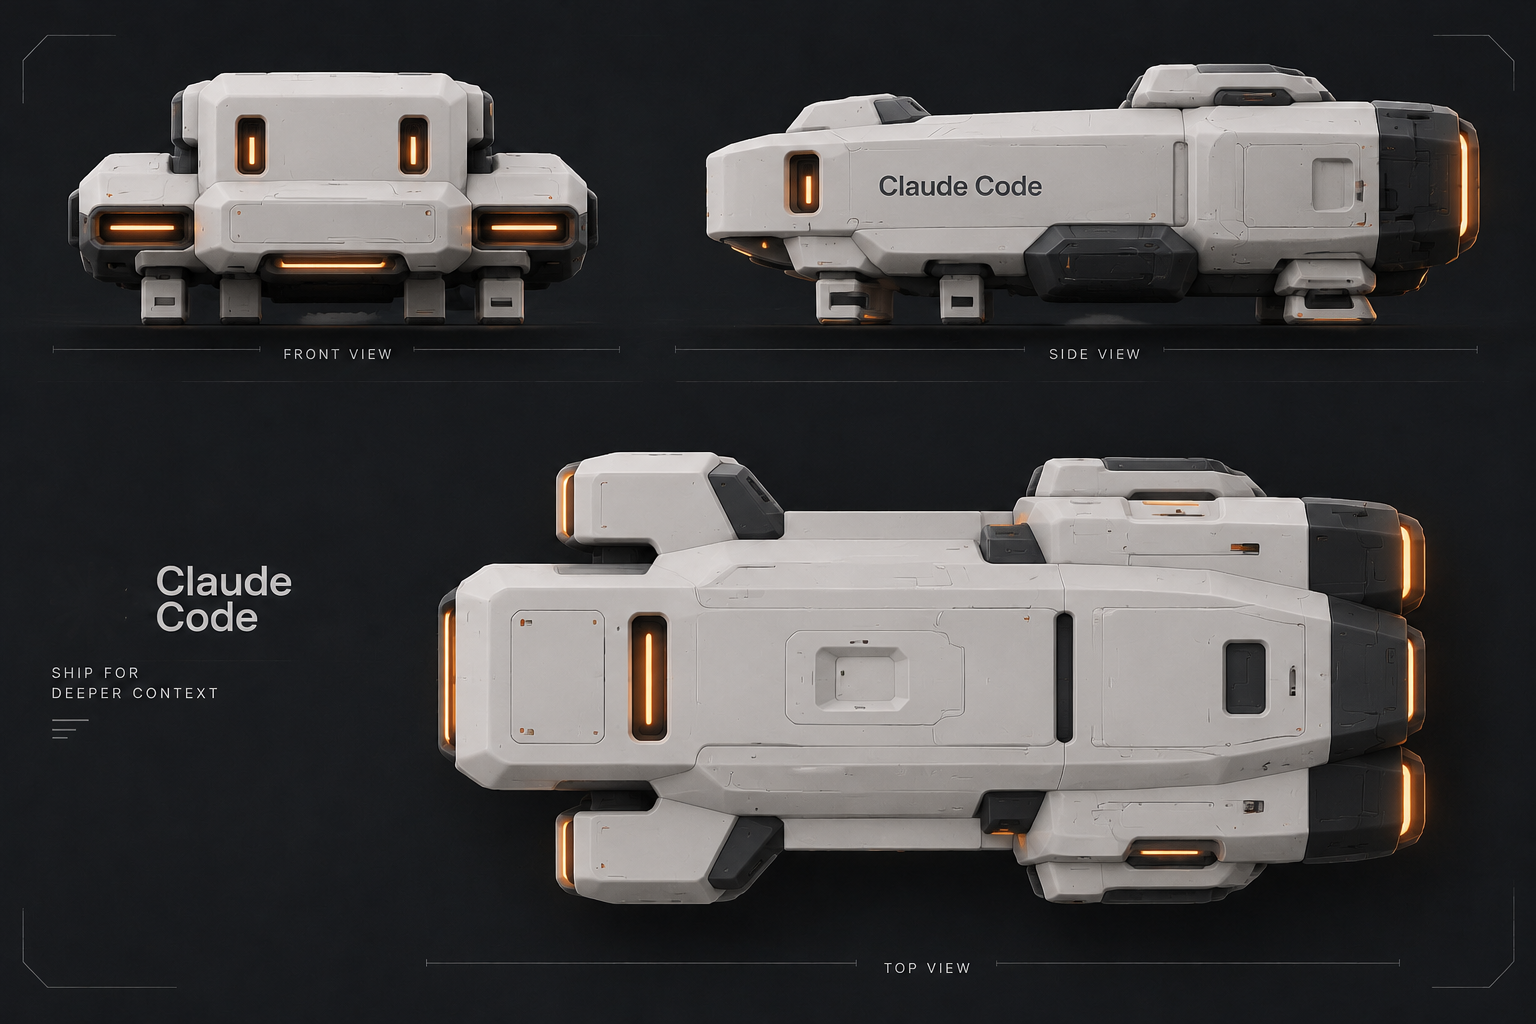 Claude Code
FRONT VIEW
SIDE VIEW
Claude
Code
SHIP FOR
DEEPER CONTEXT
TOP VIEW